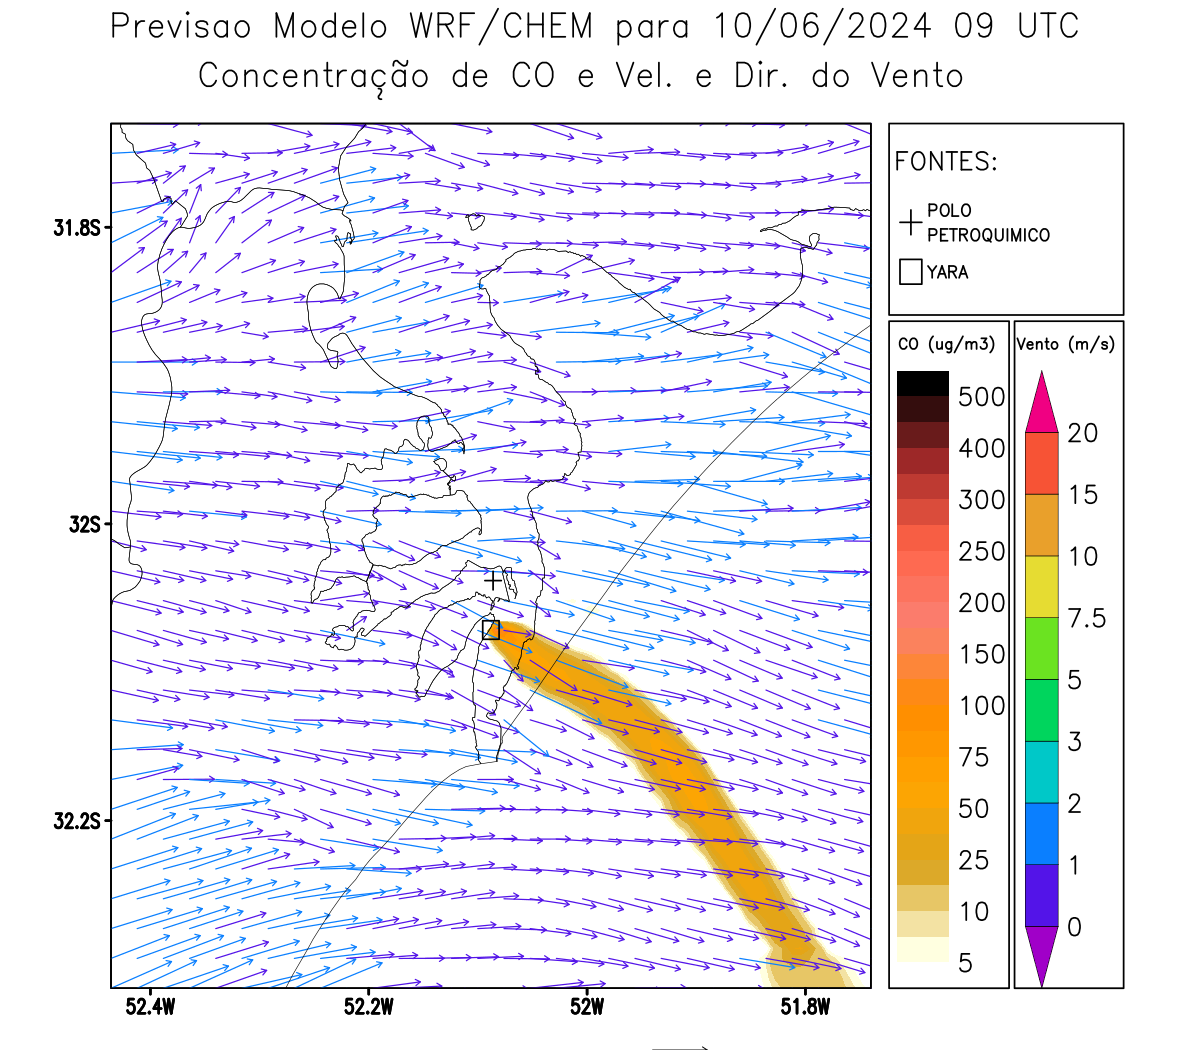 Previsao Modelo WRF/CHEM para 10/06/2024 09 UTC
Concentração de CO e Vel. e Dir. do Vento
FONTES:
POLO
PETROQUIMICO
YARA
CO (ug/m3)
500
400
300
250
200
150
100
75
50
25
10
5
Vento (m/s)
20
15
10
7.5
5
3
2
1
0
31.8S
32S
32.2S
52.4W
52.2W
52W
51.8W